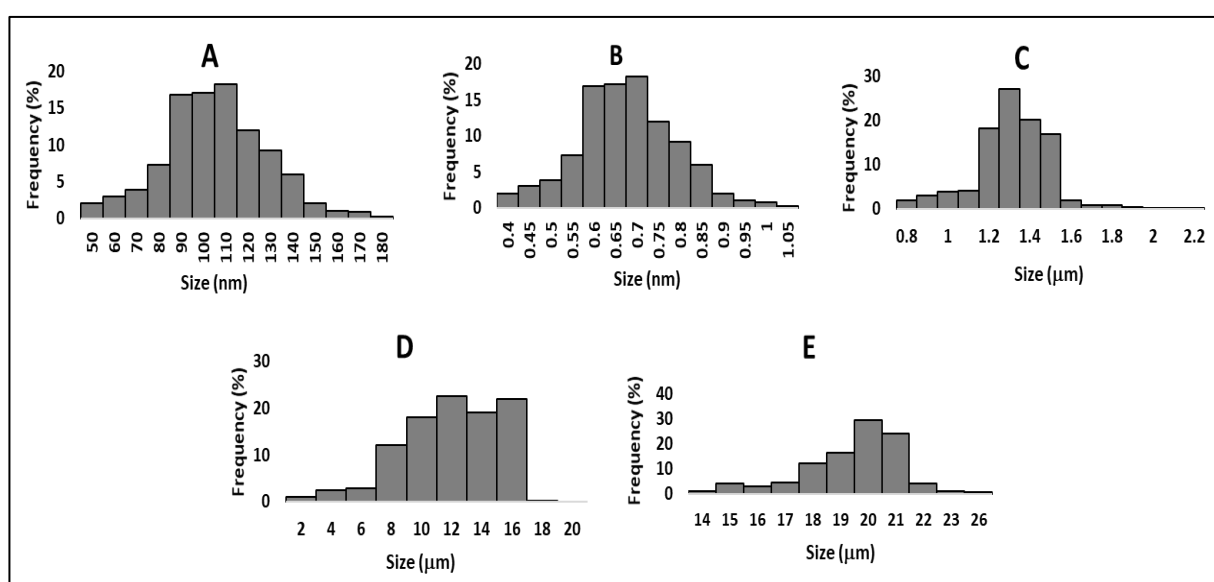 A
Frequency (%)
20
15
10
5
0
50 60 70 80 90 100 110 120 130 140 150 160 170 180
Size (nm)
B
Frequency (%)
20
15
10
5
0
0.4 0.45 0.5 0.55 0.6 0.65 0.7 0.75 0.8 0.85 0.9 0.95 1 1.05
Size (nm)
C
Frequency (%)
30
20
10
0
0.8 1 1.2 1.4 1.6 1.8 2 2.2
Size (μm)
D
Frequency (%)
30
20
10
0
2 4 6 8 10 12 14 16 18 20
Size (μm)
E
Frequency (%)
40
30
20
10
0
14 15 16 17 18 19 20 21 22 23 26
Size (μm)